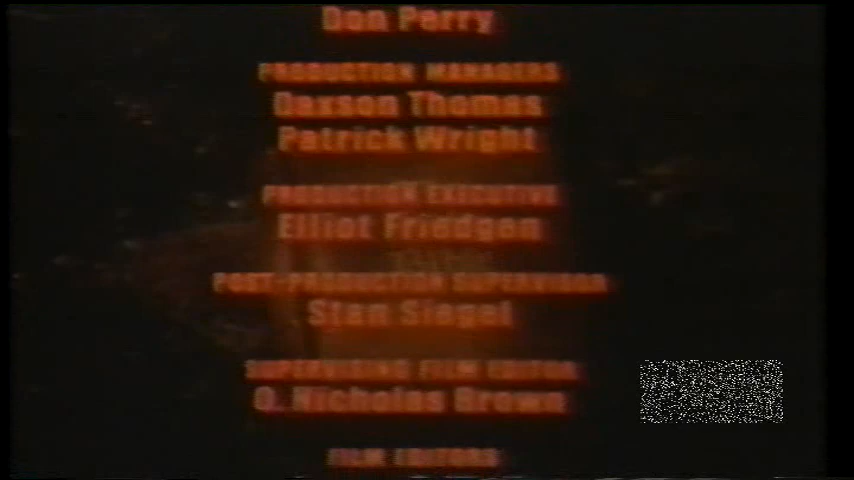 Don Perry
PRODUCTION MANAGERS
Daxson Thomas
Patrick Wright
PRODUCTION EXECUTIVE
Elliot Friedgen
POST-PRODUCTION SUPERVISOR
Stan Siegel
SUPERVISING FILM EDITOR
O. Nicholas Brown
FILM EDITORS